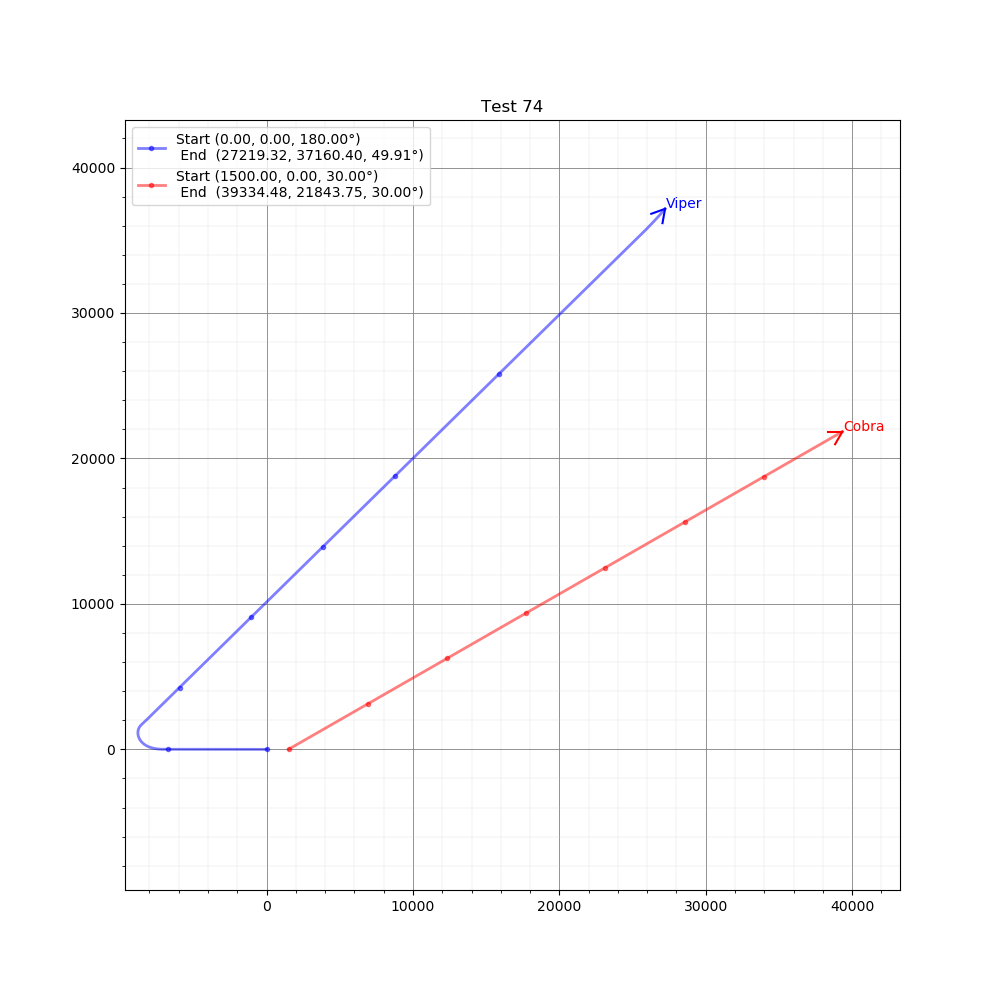 Test 74
Start (0.00, 0.00, 180.00°)
End (27219.32, 37160.40, 49.91°)
Start (1500.00, 0.00, 30.00°)
End (39334.48, 21843.75, 30.00°)
40000
Viper
30000
Cobra
20000
10000
0
0 10000 20000 30000 40000